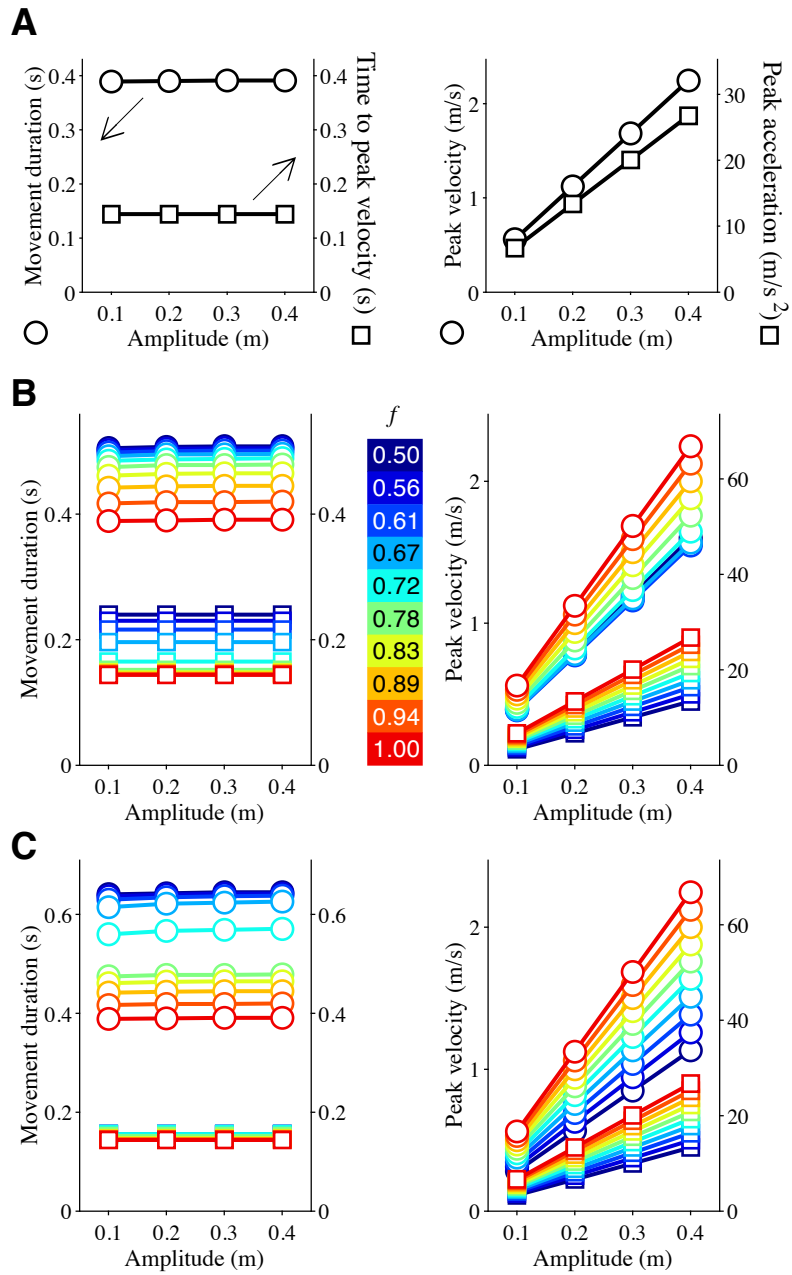 A
Movement duration (s)
0.4
0.3
0.2
0.1
0
0.4
0.3
0.2
0.1
0
Time to peak velocity (s)
0.1 0.2 0.3 0.4
Amplitude (m)
Peak velocity (m/s)
2
1
0
30
20
10
0
Peak acceleration (m/s²)
0.1 0.2 0.3 0.4
Amplitude (m)
B
Movement duration (s)
0.4
0.2
0
0.4
0.2
0
0.1 0.2 0.3 0.4
Amplitude (m)
f
0.50
0.56
0.61
0.67
0.72
0.78
0.83
0.89
0.94
1.00
Peak velocity (m/s)
2
1
0
60
40
20
0
0.1 0.2 0.3 0.4
Amplitude (m)
C
Movement duration (s)
0.6
0.4
0.2
0
0.6
0.4
0.2
0
0.1 0.2 0.3 0.4
Amplitude (m)
Peak velocity (m/s)
2
1
0
60
40
20
0
0.1 0.2 0.3 0.4
Amplitude (m)